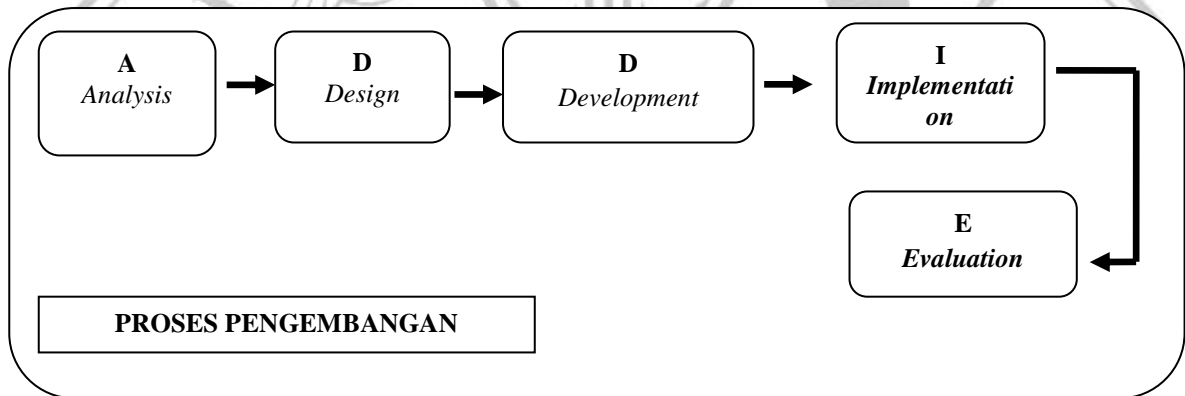 A
Analysis
D
Design
D
Development
I
Implementati
on
E
Evaluation
PROSES PENGEMBANGAN